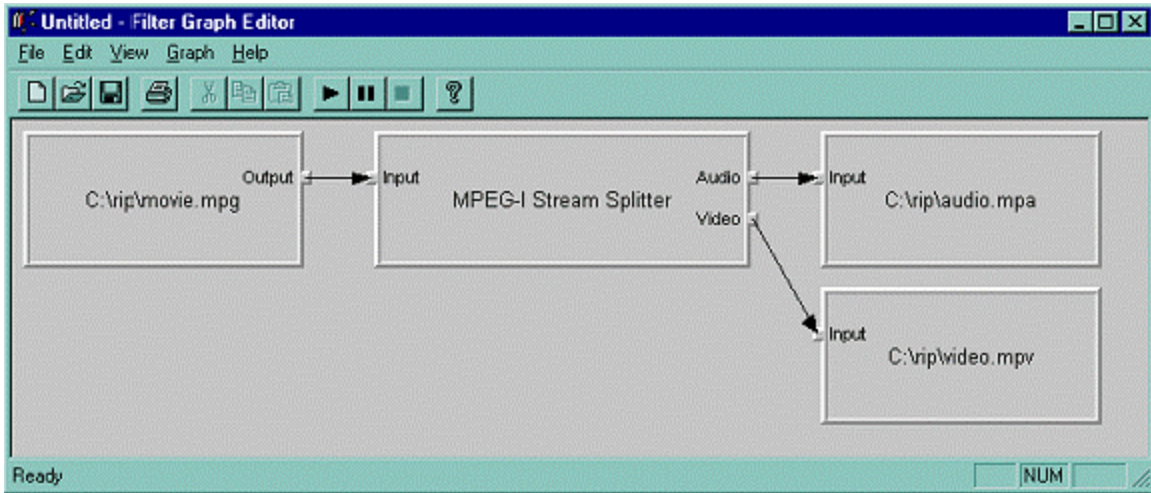 Untitled - Filter Graph Editor
File Edit View Graph Help
C:\rip\movie.mpg
Output
Input
MPEG-I Stream Splitter
Audio
Video
Input
C:\rip\audio.mpa
Input
C:\rip\video.mpv
Ready
NUM